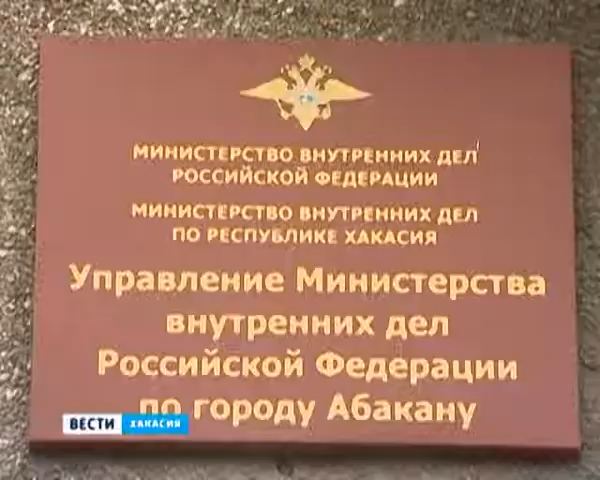 МИНИСТЕРСТВО ВНУТРЕННИХ ДЕЛ
РОССИЙСКОЙ ФЕДЕРАЦИИ
МИНИСТЕРСТВО ВНУТРЕННИХ ДЕЛ
ПО РЕСПУБЛИКЕ ХАКАСИЯ
Управление Министерства
внутренних дел
Российской Федерации
по городу Абакану
ВЕСТИ ХАКАСИЯ